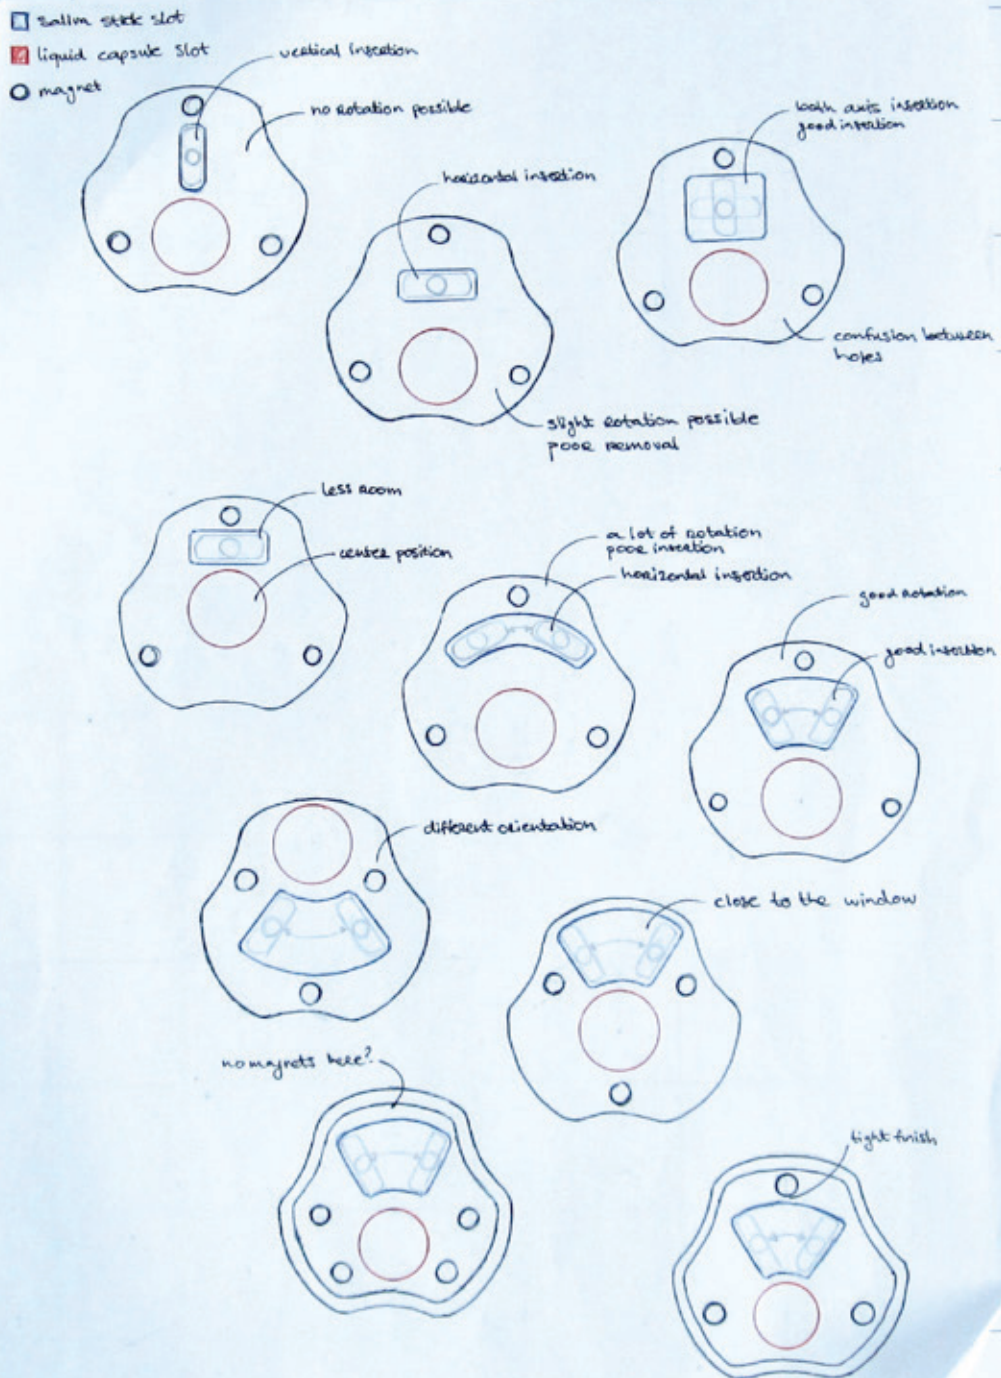 saliva stick slot
liquid capsule slot
magnet
vertical insertion
no rotation possible
horizontal insertion
both axis insertion
good insertion
confusion between
holes
slight rotation possible
poor removal
less room
center position
a lot of rotation
poor insertion
horizontal insertion
good rotation
good insertion
different orientation
close to the window
no magnets here?
tight finish